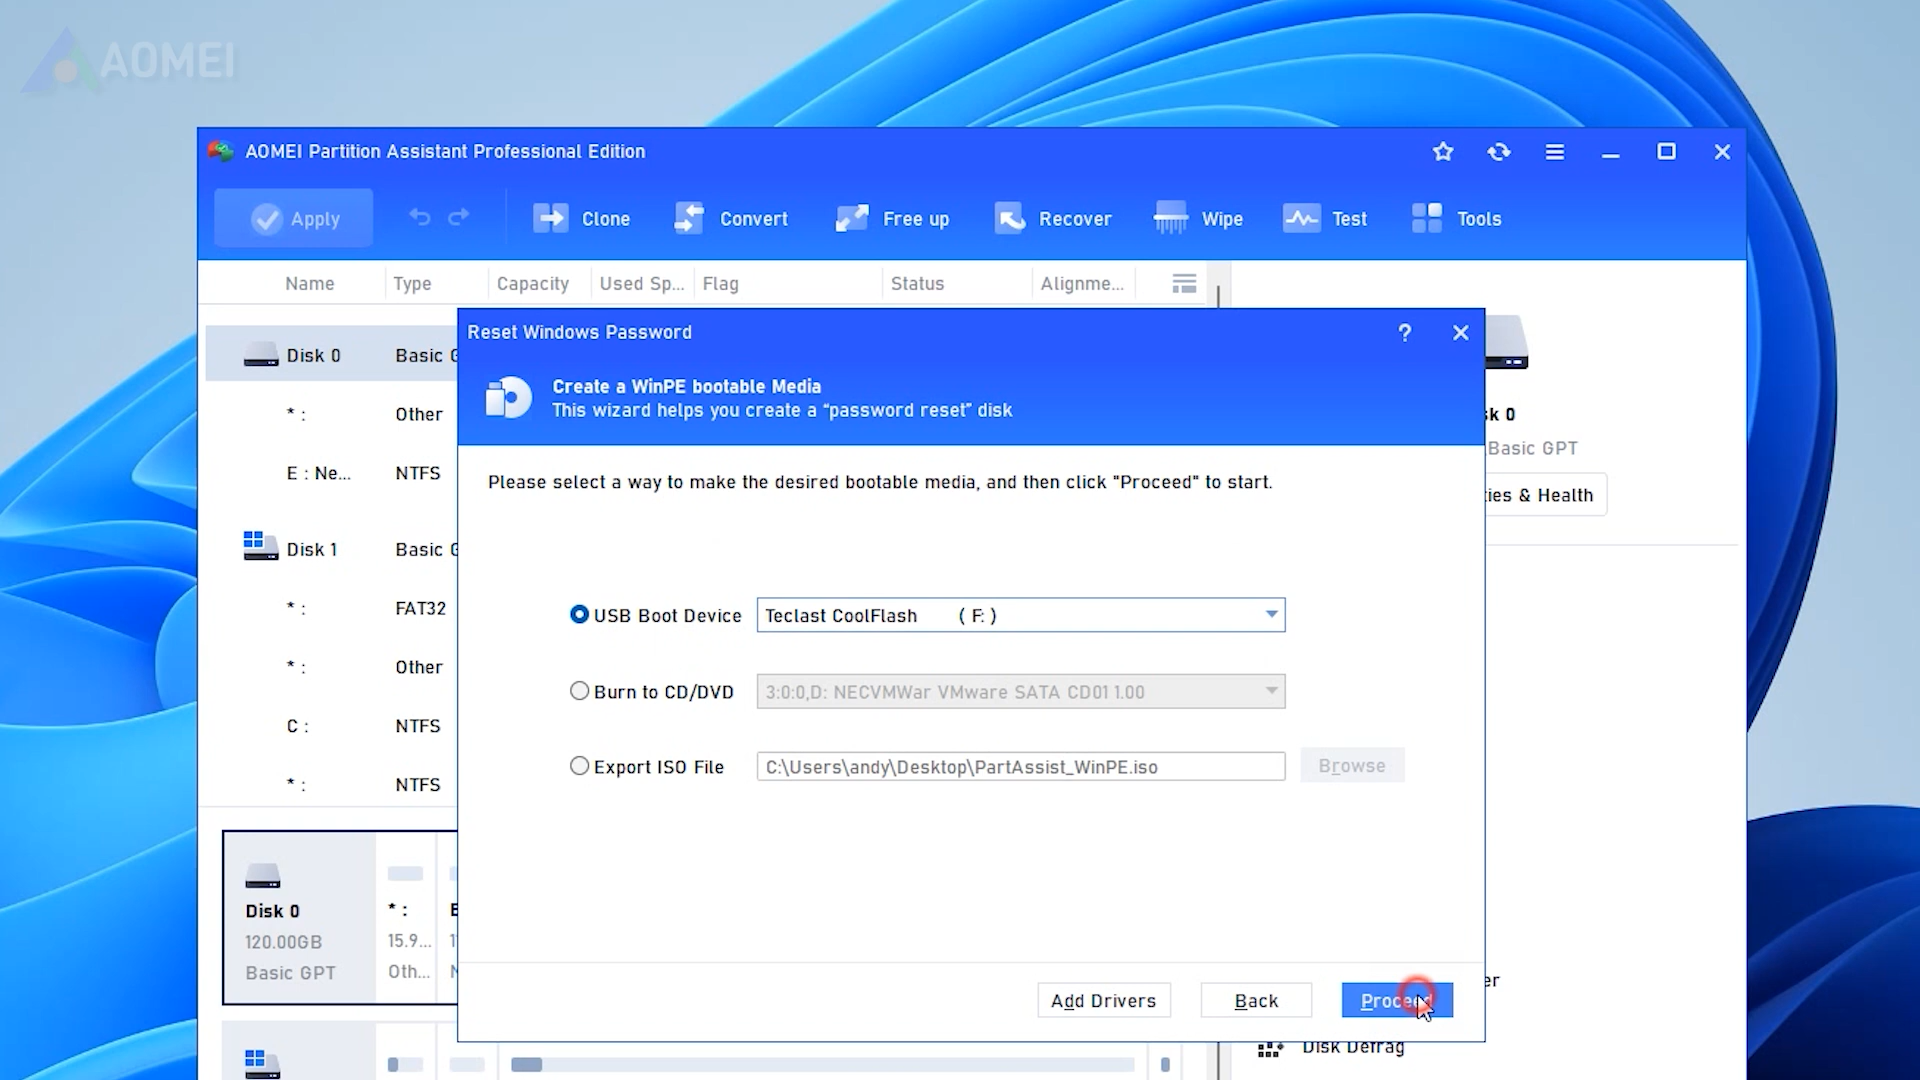 AOMEI
AOMEI Partition Assistant Professional Edition
Apply
Clone
Convert
Free up
Recover
Wipe
Test
Tools
Name
Type
Capacity
Used Sp...
Flag
Status
Alignme...
Reset Windows Password
?
Create a WinPE bootable Media
This wizard helps you create a “password reset” disk
Disk 0
Basic G
* :
Other
E : Ne...
NTFS
Disk 1
Basic G
* :
FAT32
* :
Other
C :
NTFS
* :
NTFS
sk 0
Basic GPT
ties & Health
Please select a way to make the desired bootable media, and then click "Proceed" to start.
USB Boot Device
Teclast CoolFlash ( F: )
Burn to CD/DVD
3:0:0,D: NECVMWar VMware SATA CD01 1.00
Export ISO File
C:\Users\andy\Desktop\PartAssist_WinPE.iso
Browse
Disk 0
120.00GB
Basic GPT
* :
15.9...
Oth...
Add Drivers
Back
Proceed
er
Disk Defrag